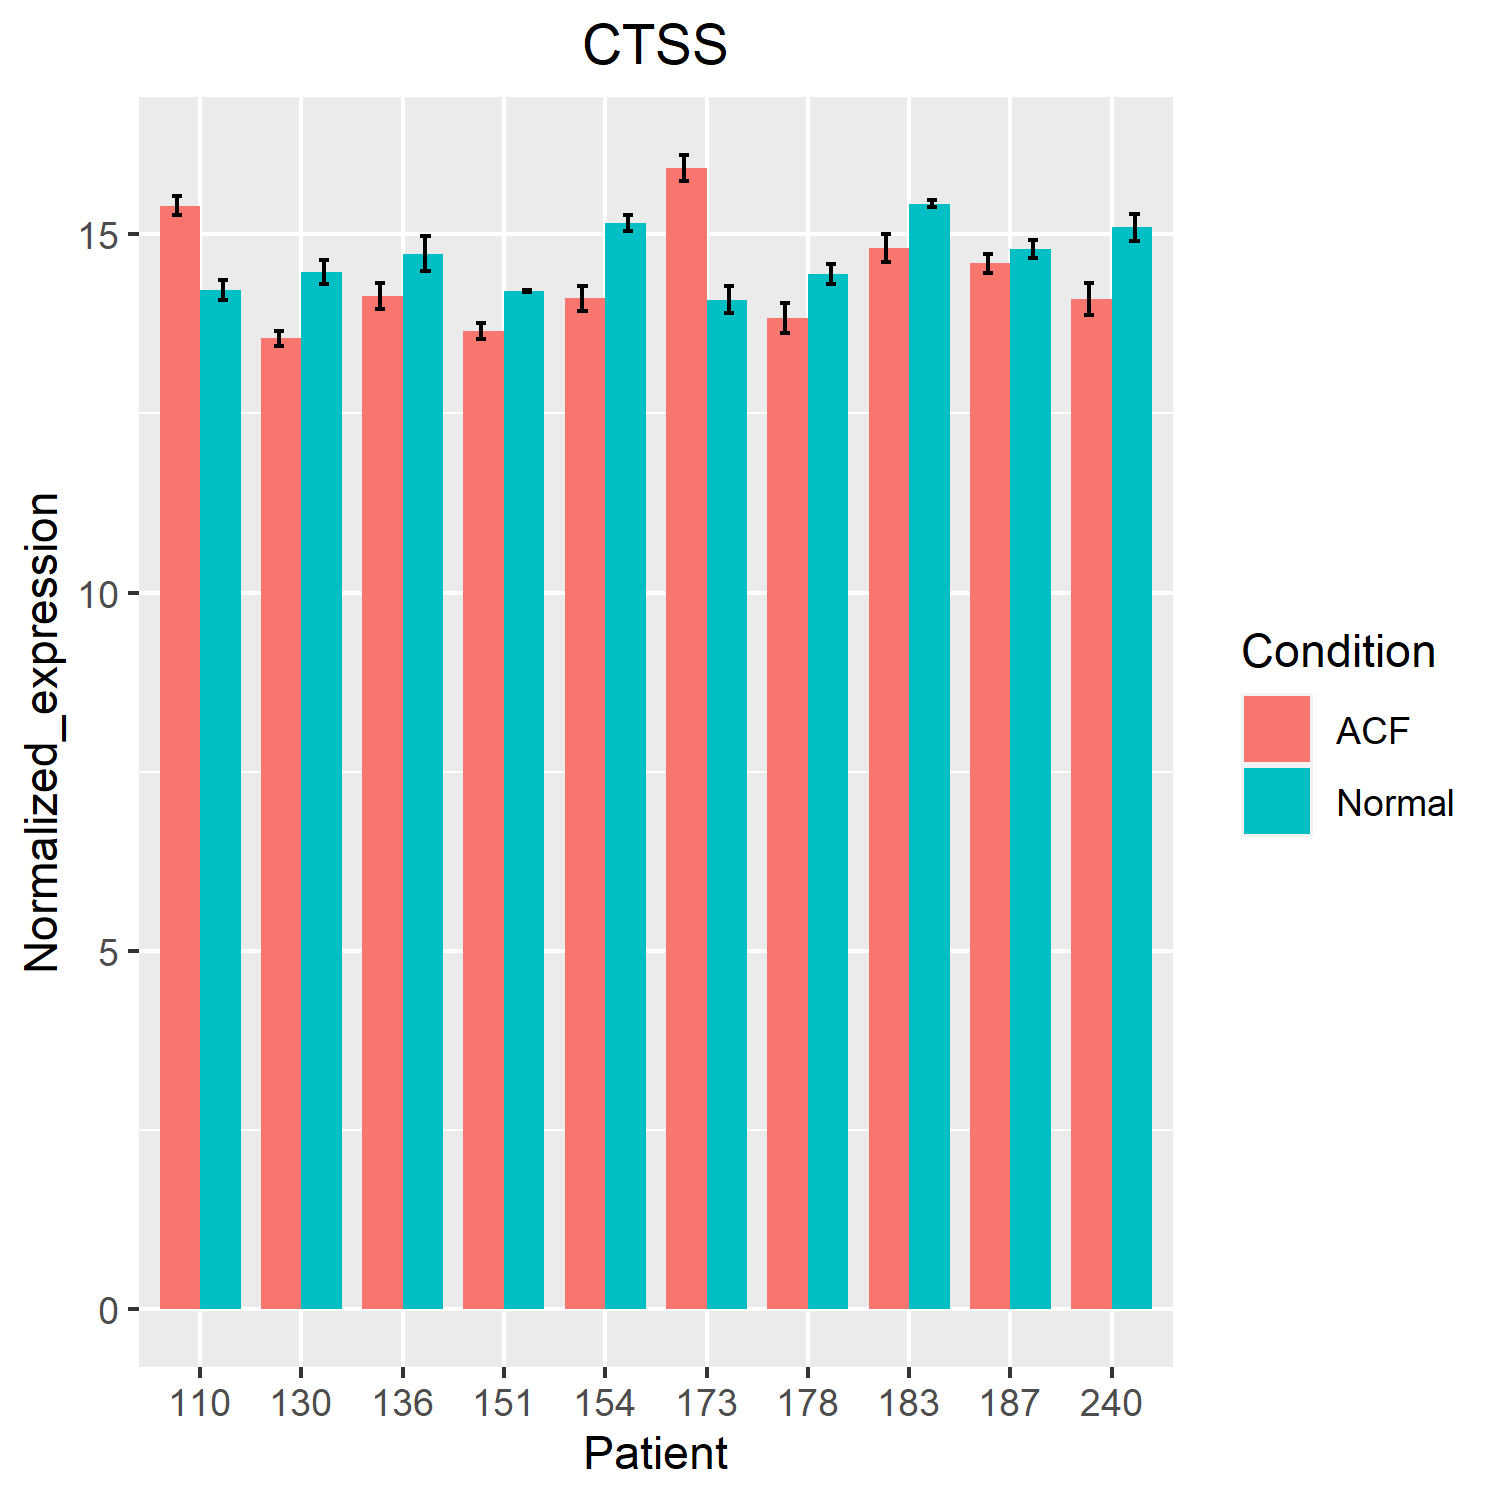 CTSS
Normalized_expression
15
10
5
0
110 130 136 151 154 173 178 183 187 240
Patient
Condition
ACF
Normal